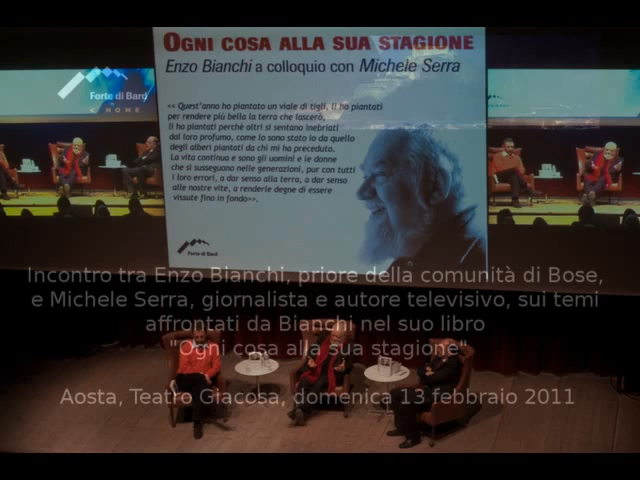 OGNI COSA ALLA SUA STAGIONE
Enzo Bianchi a colloquio con Michele Serra
Forte di Bard
< HOME
<< Quest'anno ho piantato un viale di tigli, li ho piantati
per rendere più bella la terra che lascerò,
li ho piantati perché altri si sentano inebriati
dal loro profumo, come lo sono stato io da quello
degli alberi piantati da chi mi ha preceduto.
La vita continua e sono gli uomini e le donne
che si susseguono nelle generazioni, pur con tutti
i loro errori, a dar senso alla terra, a dar senso
alle nostre vite, a renderle degne di essere
vissute fino in fondo>>.
Forte di Bard
Incontro tra Enzo Bianchi, priore della comunità di Bose,
e Michele Serra, giornalista e autore televisivo, sui temi
affrontati da Bianchi nel suo libro
"Ogni cosa alla sua stagione"
Aosta, Teatro Giacosa, domenica 13 febbraio 2011